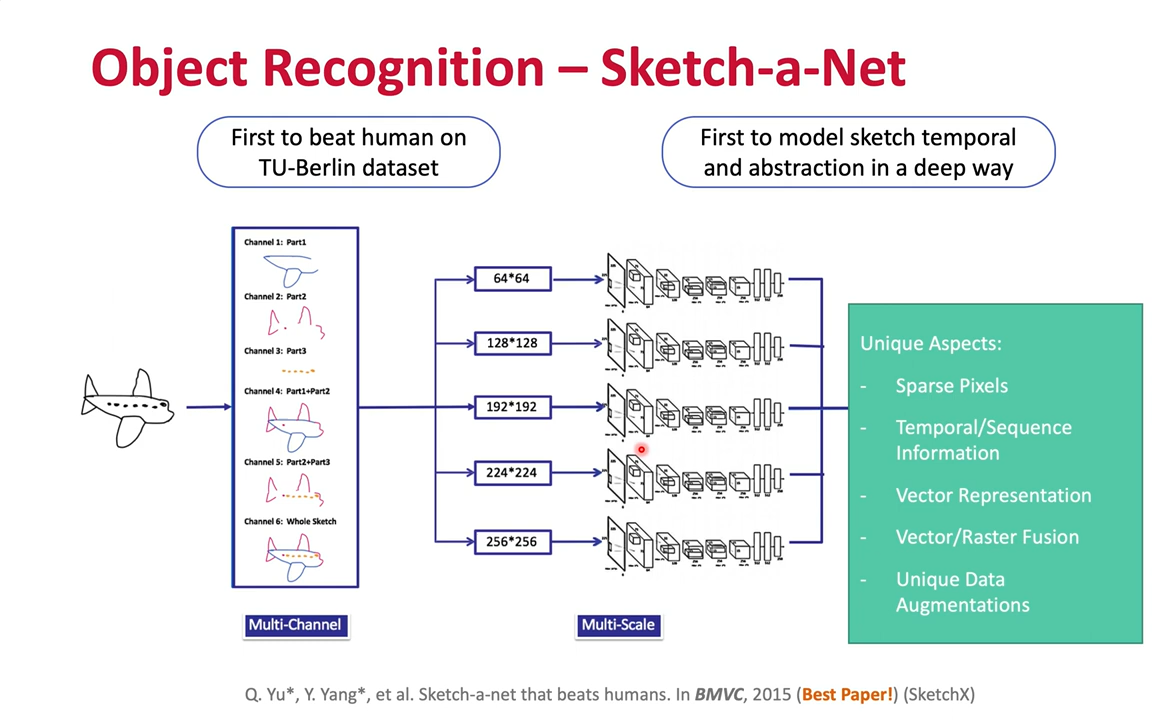 Object Recognition – Sketch-a-Net
First to beat human on
TU-Berlin dataset
First to model sketch temporal
and abstraction in a deep way
Channel 1: Part1
Channel 2: Part2
Channel 3: Part3
Channel 4: Part1+Part2
Channel 5: Part2+Part3
Channel 6: Whole Sketch
Multi-Channel
64*64
128*128
192*192
224*224
256*256
Multi-Scale
Unique Aspects:
- Sparse Pixels
- Temporal/Sequence
Information
- Vector Representation
- Vector/Raster Fusion
- Unique Data
Augmentations
Q. Yu*, Y. Yang*, et al. Sketch-a-net that beats humans. In BMVC, 2015 (Best Paper!) (SketchX)